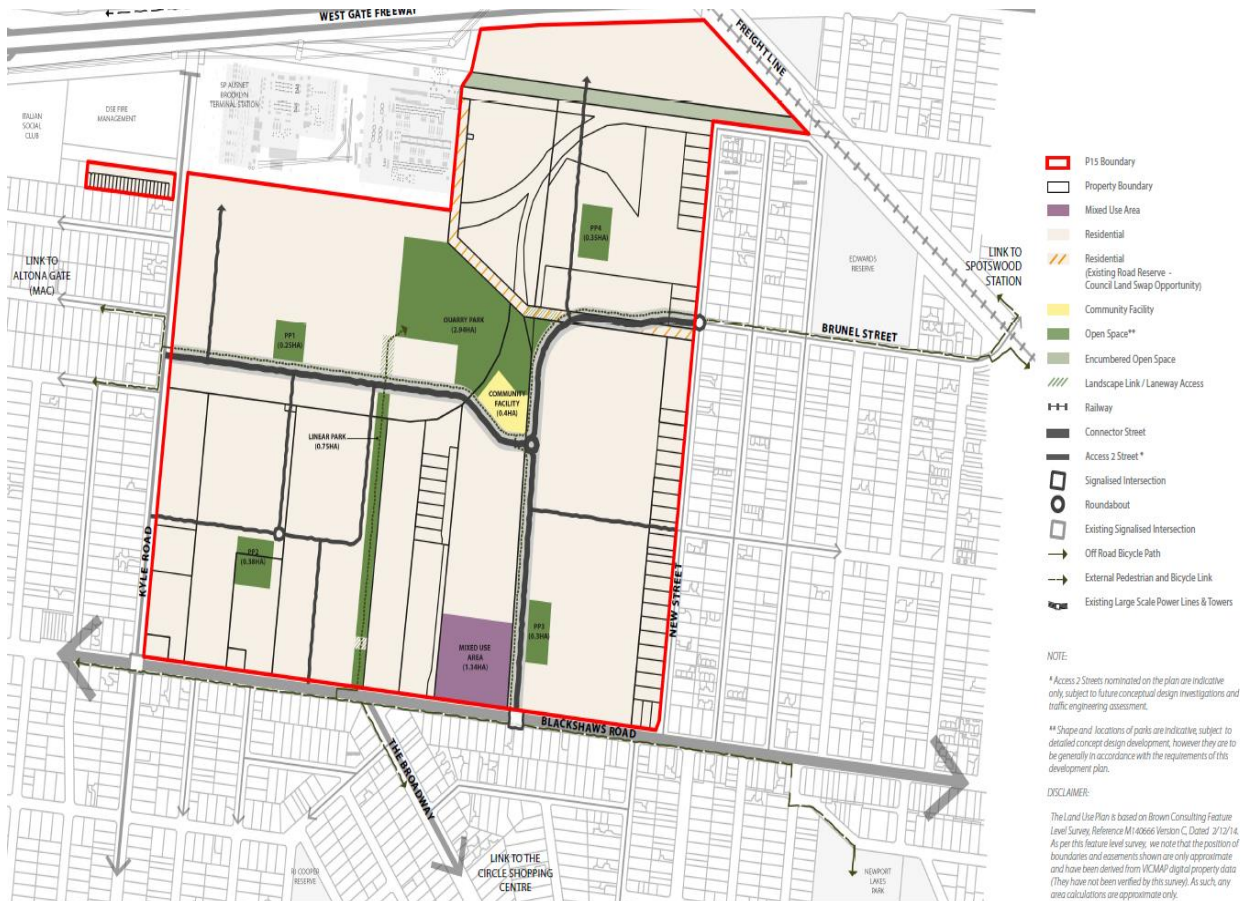 WEST GATE FREEWAY
FREIGHT LINE
SP AUSNET
BROOKLYN
TERMINAL STATION
DSE FIRE
MANAGEMENT
ITALIAN
SOCIAL
CLUB
LINK TO
ALTONA GATE
(MAC)
PP4
(0.35HA)
EDWARDS
RESERVE
LINK TO
SPOTSWOOD
STATION
BRUNEL STREET
QUARRY PARK
PP1
(0.25HA)
COMMUNITY
FACILITY
(0.4HA)
LINEAR PARK
(0.75HA)
KYLE ROAD
NEW STREET
PP2
PP3
(0.3HA)
MIXED USE
AREA
(1.34HA)
BLACKSHAWS ROAD
THE BROADWAY
LINK TO THE
CIRCLE SHOPPING
CENTRE
COOPER
RESERVE
NEWPORT
LAKES
PARK
P15 Boundary
Property Boundary
Mixed Use Area
Residential
Residential
(Existing Road Reserve -
Council Land Swap Opportunity)
Community Facility
Open Space**
Encumbered Open Space
Landscape Link / Laneway Access
Railway
Connector Street
Access 2 Street *
Signalised Intersection
Roundabout
Existing Signalised Intersection
Off Road Bicycle Path
External Pedestrian and Bicycle Link
Existing Large Scale Power Lines & Towers
NOTE:
* Access 2 Streets nominated on the plan are indicative
only, subject to future conceptual design investigations and
traffic engineering assessment.
** Shape and locations of parks are indicative, subject to
detailed concept design development, however they are to
be generally in accordance with the requirements of this
development plan.
DISCLAIMER:
The Land Use Plan is based on Brown Consulting Feature
Level Survey, Reference M140666 Version C, Dated 2/12/14.
As per this feature level survey, we note that the position of
boundaries and easements shown are only approximate
and have been derived from VICMAP digital property data
(They have not been verified by this survey). As such, any
area calculations are approximate only.